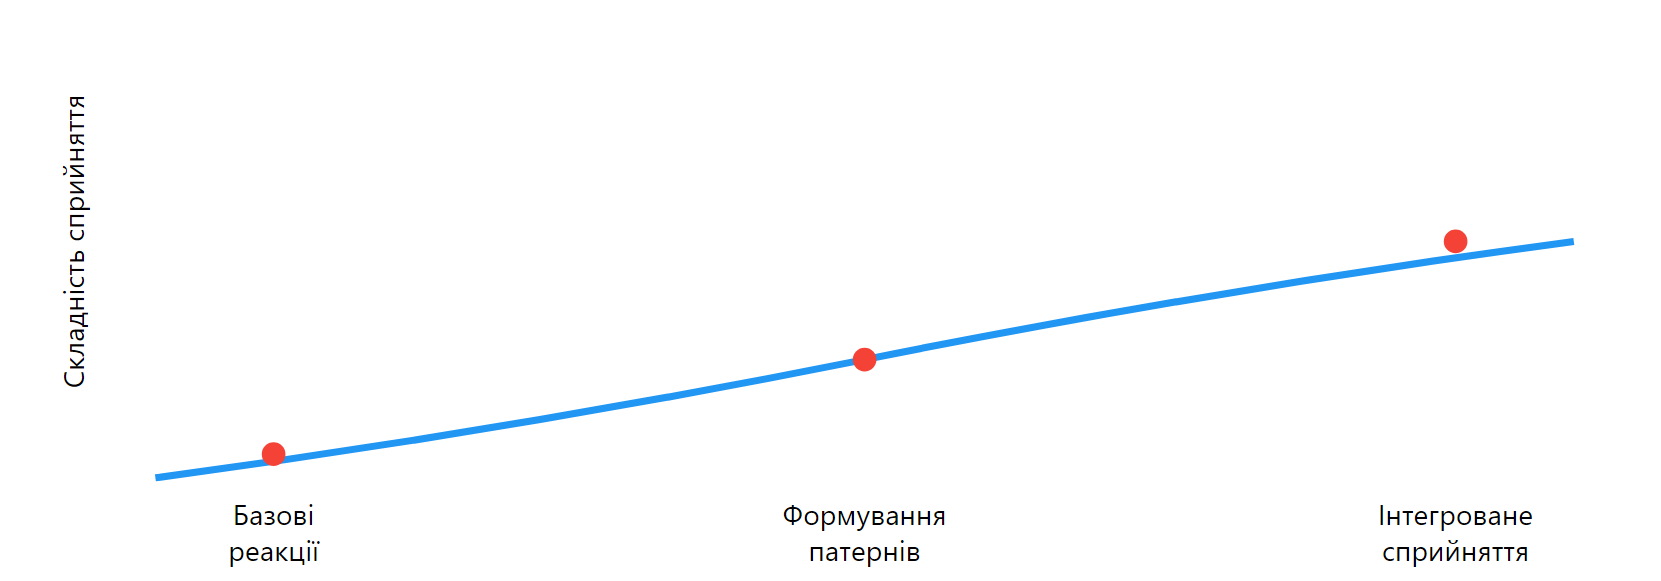 Складність сприйняття
Базові
реакції
Формування
патернів
Інтегроване
сприйняття